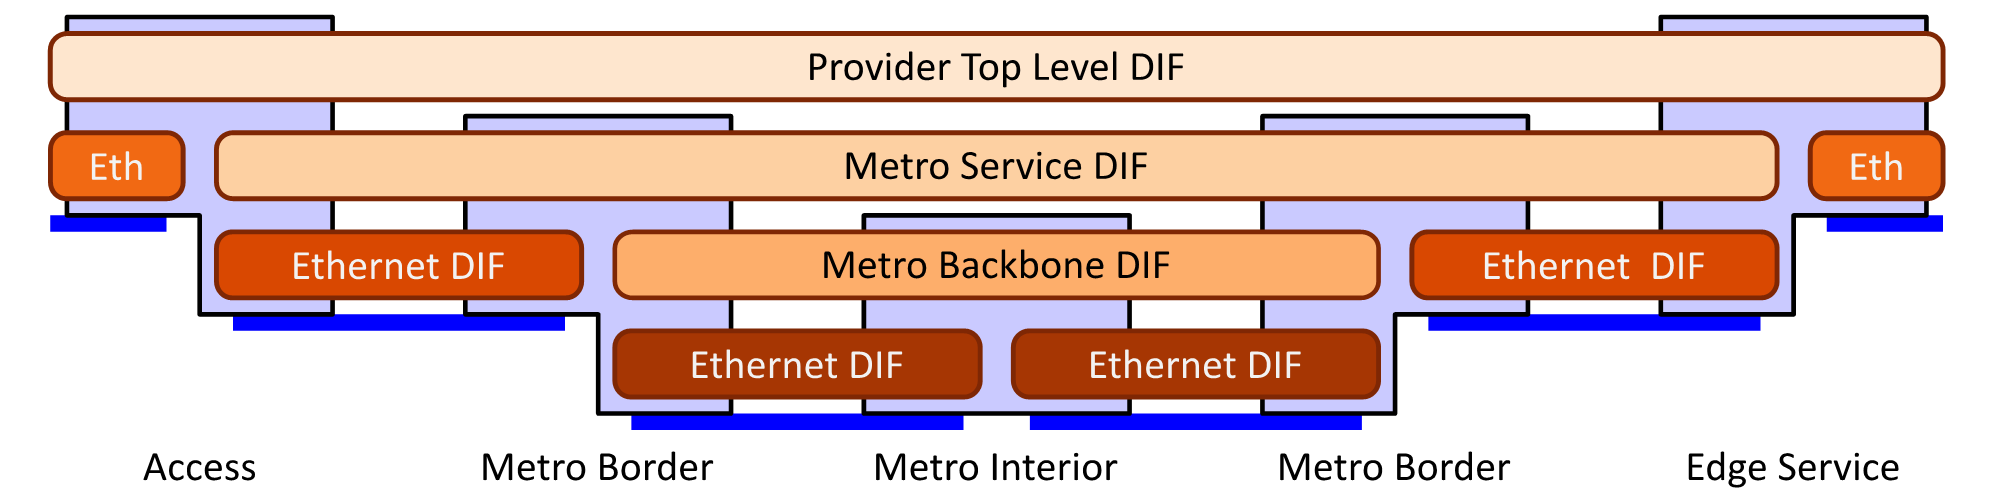 Provider Top Level DIF
Eth
Metro Service DIF
Eth
Ethernet DIF
Metro Backbone DIF
Ethernet  DIF
Ethernet DIF
Ethernet DIF
Access
Metro Border
Metro Interior
Metro Border
Edge Service